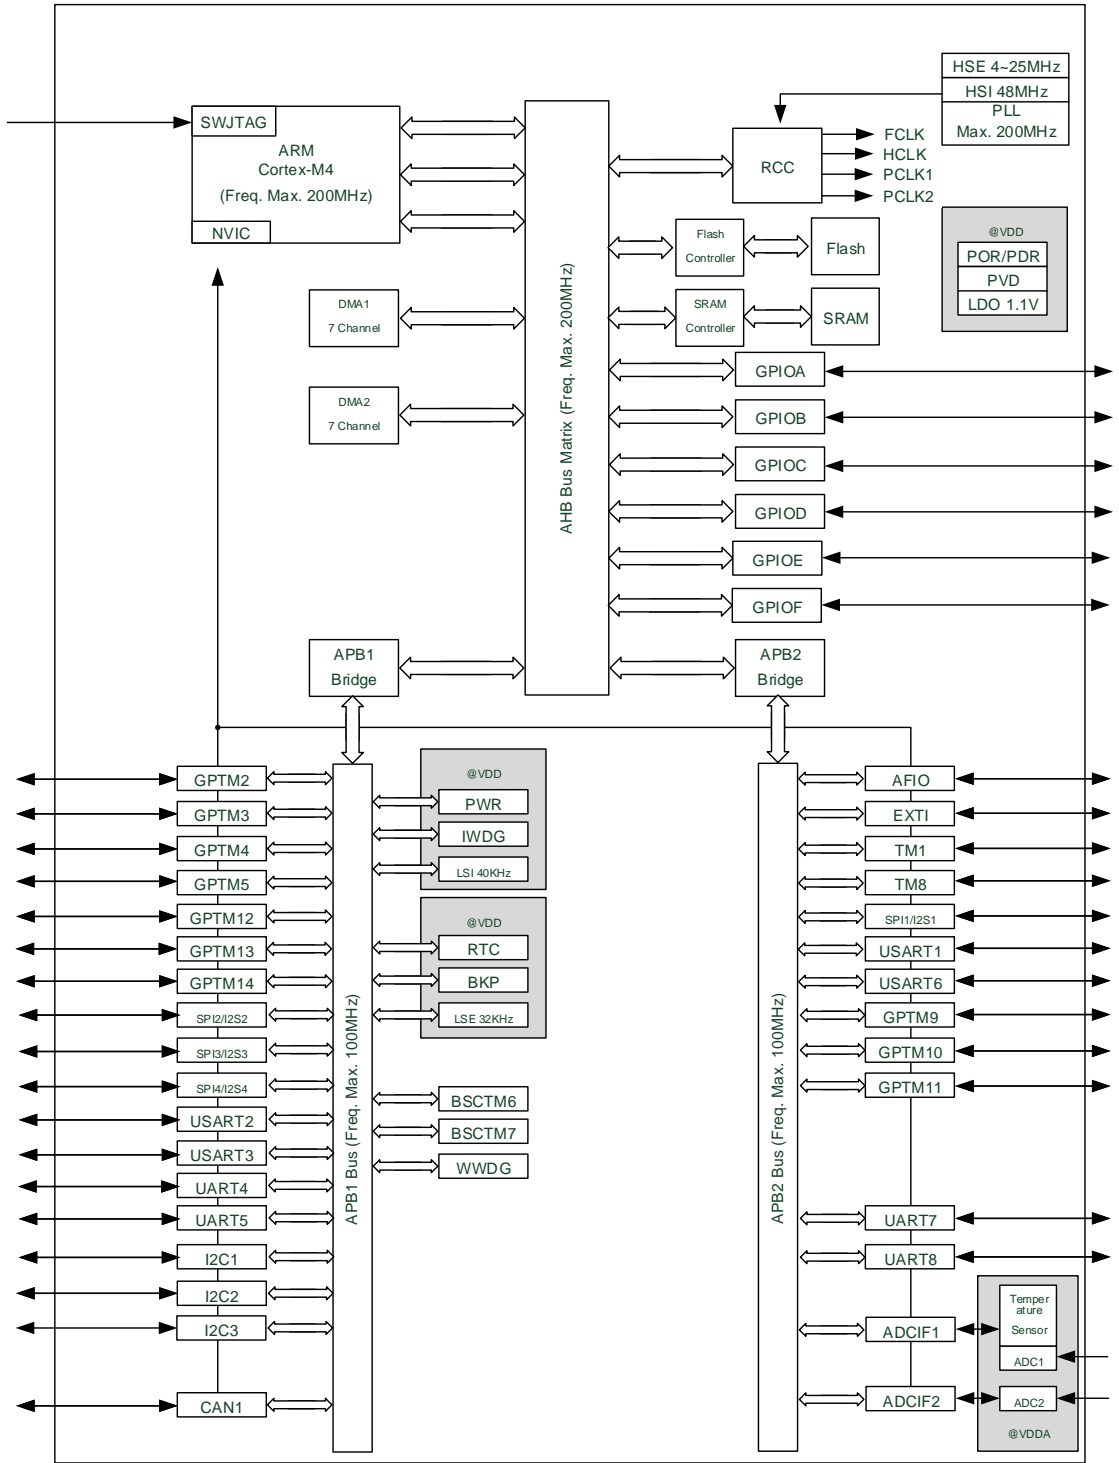 HSE 4~25MHz
HSI 48MHz
PLL
Max. 200MHz
SWJTAG
ARM
Cortex-M4
(Freq. Max. 200MHz)
NVIC
RCC
FCLK
HCLK
PCLK1
PCLK2
@VDD
POR/PDR
PVD
LDO 1.1V
Flash
Controller
Flash
DMA1
7 Channel
SRAM
Controller
SRAM
AHB Bus Matrix (Freq. Max. 200MHz)
DMA2
7 Channel
GPIOA
GPIOB
GPIOC
GPIOD
GPIOE
GPIOF
APB1
Bridge
APB2
Bridge
GPTM2
GPTM3
GPTM4
GPTM5
GPTM12
GPTM13
GPTM14
SPI2/I2S2
SPI3/I2S3
SPI4/I2S4
USART2
USART3
UART4
UART5
I2C1
I2C2
I2C3
CAN1
APB1 Bus (Freq. Max. 100MHz)
@VDD
PWR
IWDG
LSI 40KHz
@VDD
RTC
BKP
LSE 32KHz
BSCTM6
BSCTM7
WWDG
APB2 Bus (Freq. Max. 100MHz)
AFIO
EXTI
TM1
TM8
SPI1/I2S1
USART1
USART6
GPTM9
GPTM10
GPTM11
UART7
UART8
ADCIF1
ADCIF2
Temper
ature
Sensor
ADC1
ADC2
@VDDA